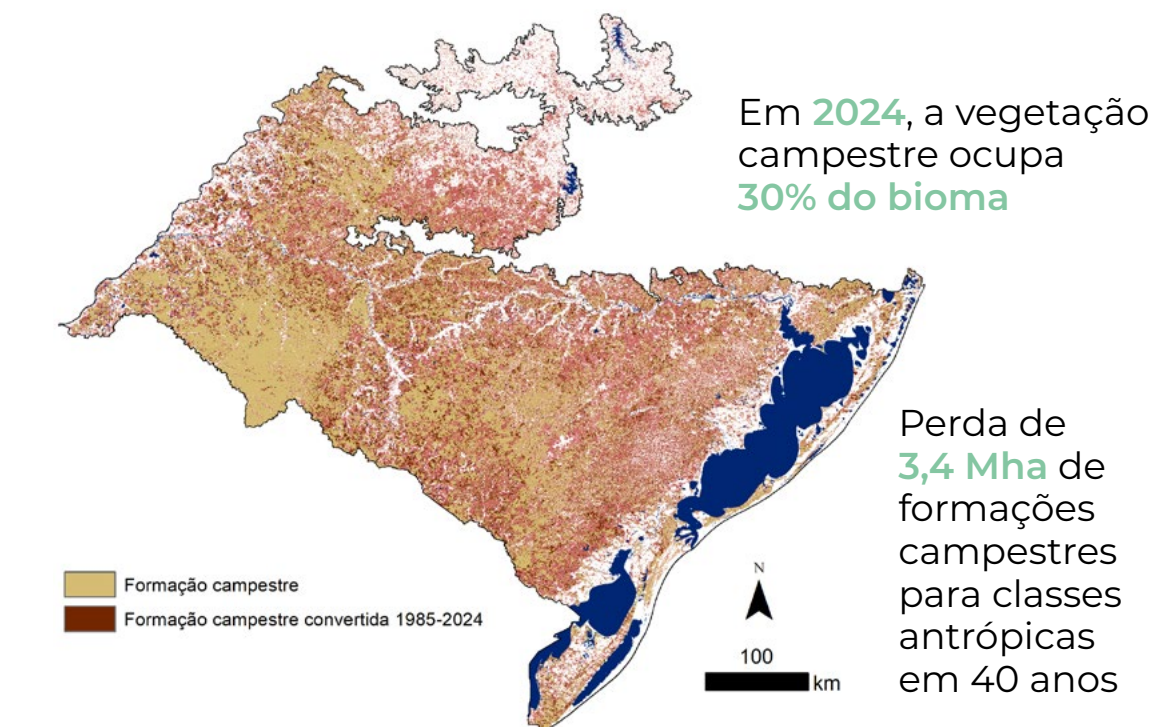 Em 2024, a vegetação
campestre ocupa
30% do bioma
Perda de
3,4 Mha de
formações
campestres
para classes
antrópicas
em 40 anos
Formação campestre
Formação campestre convertida 1985-2024
N
100
km